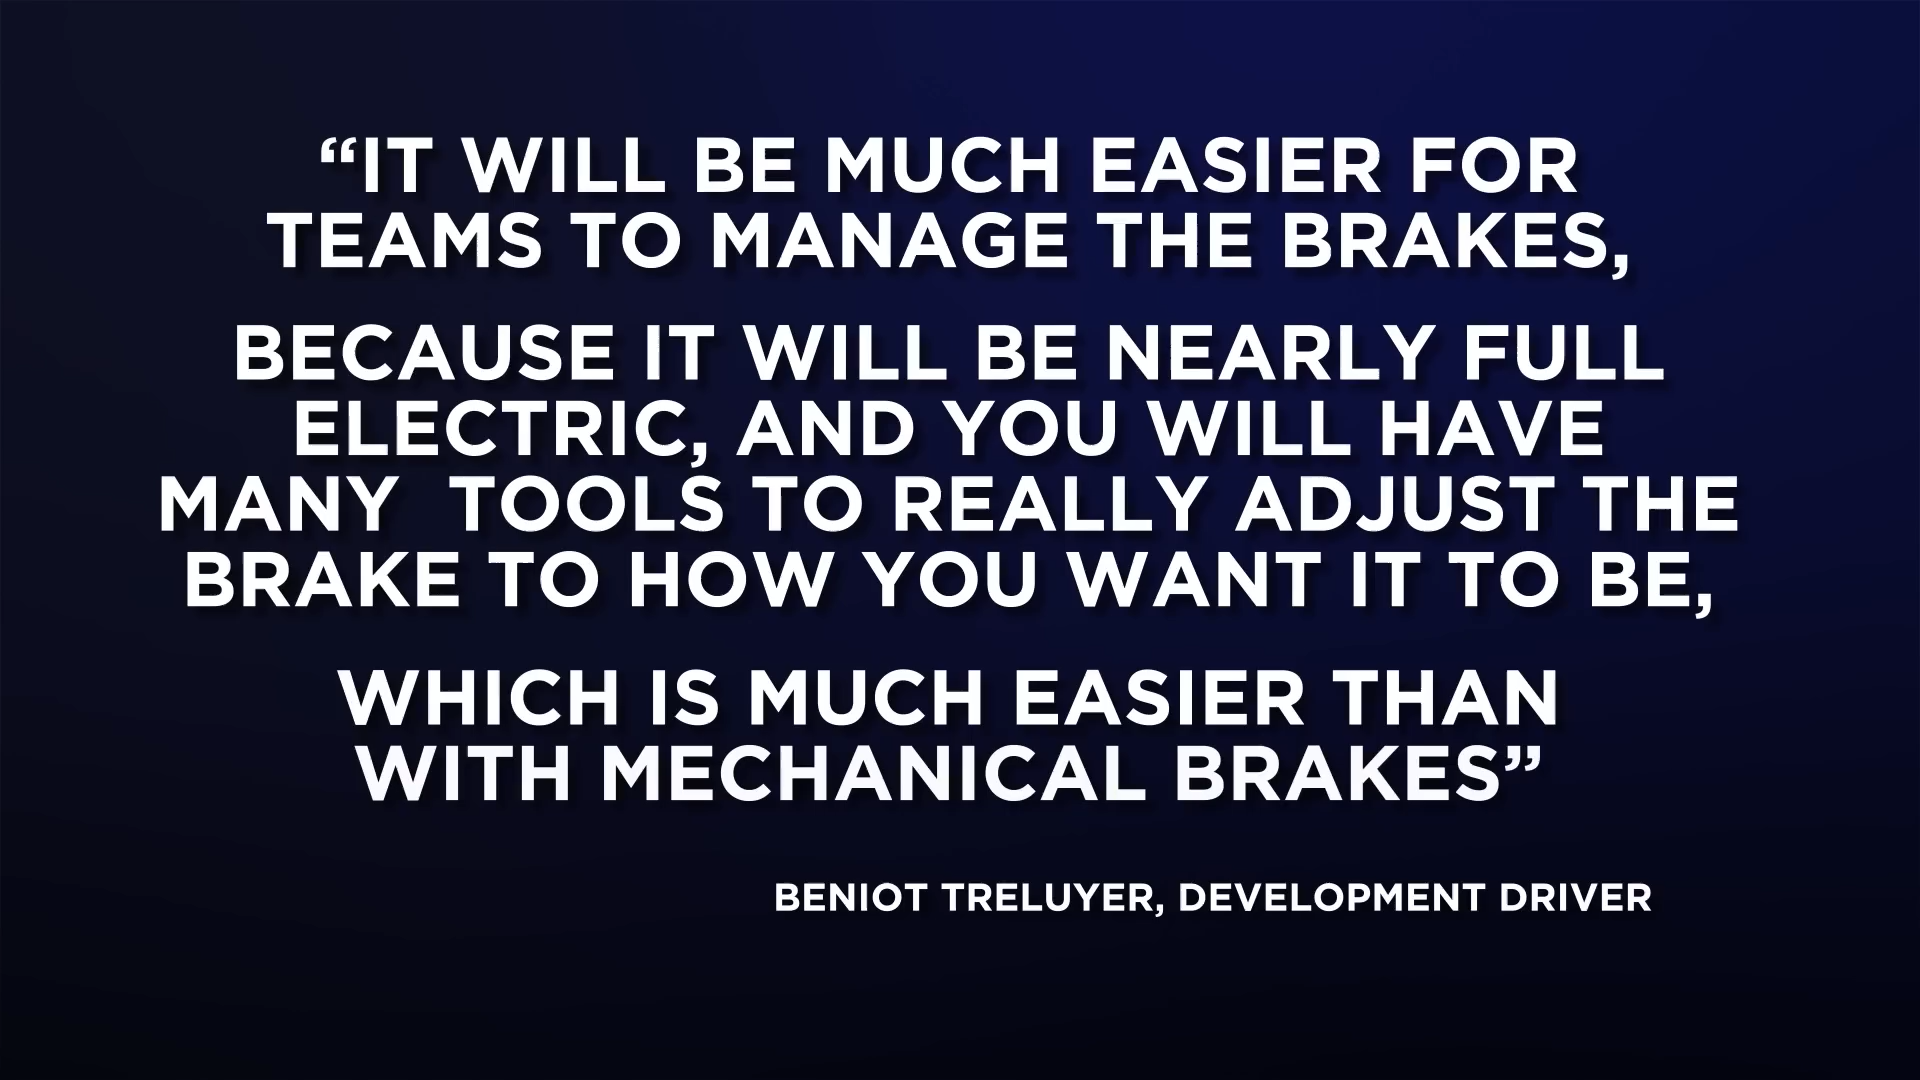 “IT WILL BE MUCH EASIER FOR
TEAMS TO MANAGE THE BRAKES,
BECAUSE IT WILL BE NEARLY FULL
ELECTRIC, AND YOU WILL HAVE
MANY  TOOLS TO REALLY ADJUST THE
BRAKE TO HOW YOU WANT IT TO BE,
WHICH IS MUCH EASIER THAN
WITH MECHANICAL BRAKES”
BENIOT TRELUYER, DEVELOPMENT DRIVER